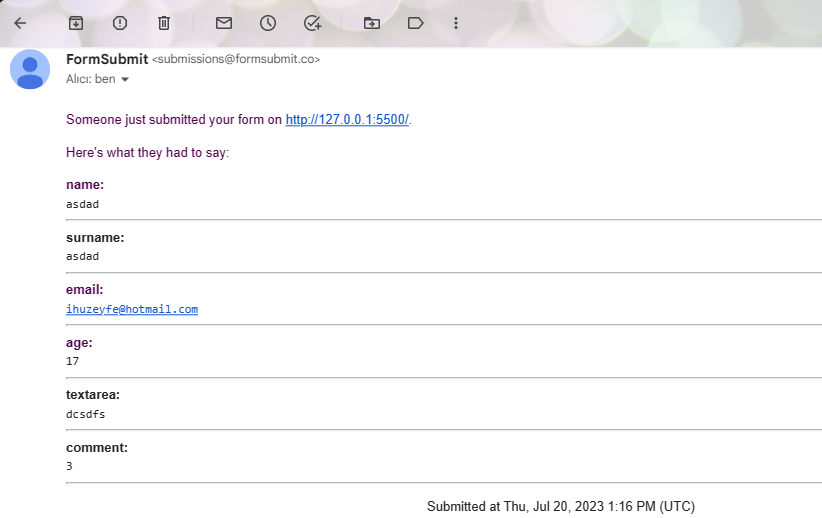 FormSubmit <submissions@formsubmit.co>
Alıcı: ben
Someone just submitted your form on http://127.0.0.1:5500/.
Here's what they had to say:
name:
asdad
surname:
asdad
email:
ihuzeyfe@hotmail.com
age:
17
textarea:
dcsdfs
comment:
3
Submitted at Thu, Jul 20, 2023 1:16 PM (UTC)